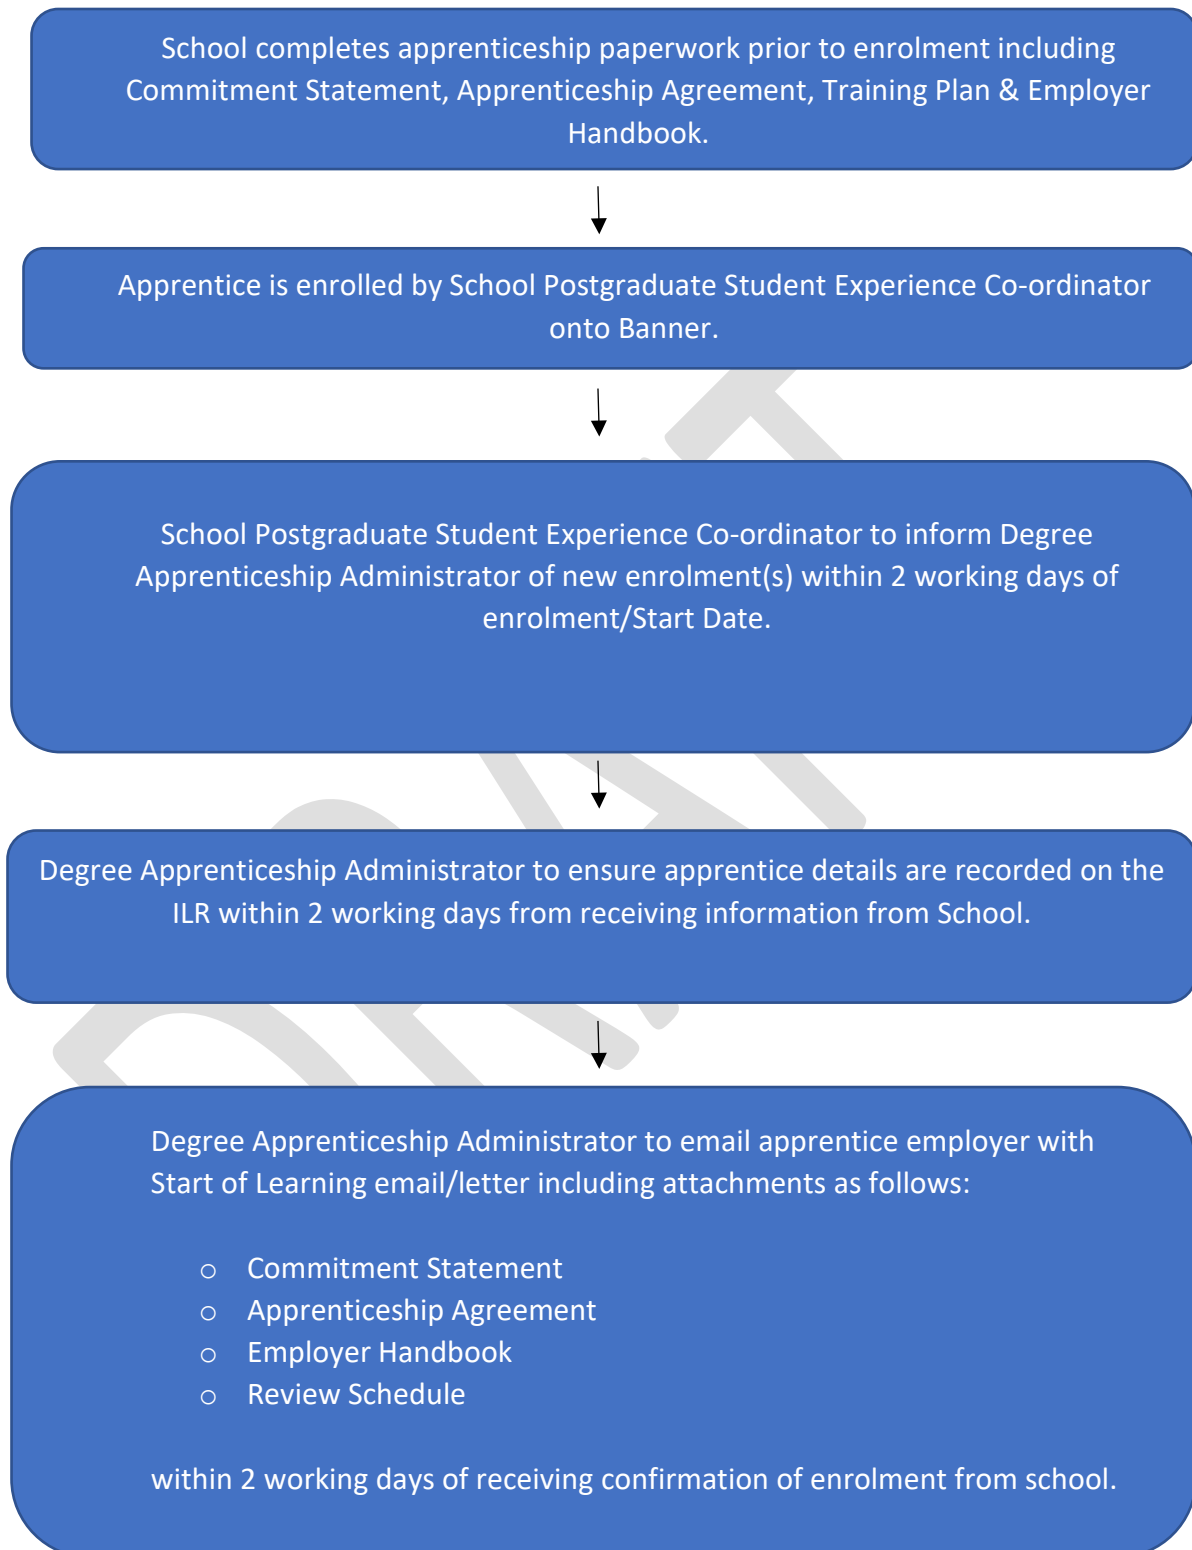 School completes apprenticeship paperwork prior to enrolment including
Commitment Statement, Apprenticeship Agreement, Training Plan & Employer
Handbook.
Apprentice is enrolled by School Postgraduate Student Experience Co-ordinator
onto Banner.
School Postgraduate Student Experience Co-ordinator to inform Degree
Apprenticeship Administrator of new enrolment(s) within 2 working days of
enrolment/Start Date.
Degree Apprenticeship Administrator to ensure apprentice details are recorded on the
ILR within 2 working days from receiving information from School.
Degree Apprenticeship Administrator to email apprentice employer with
Start of Learning email/letter including attachments as follows:
o Commitment Statement
o Apprenticeship Agreement
o Employer Handbook
o Review Schedule
within 2 working days of receiving confirmation of enrolment from school.
DRAFT